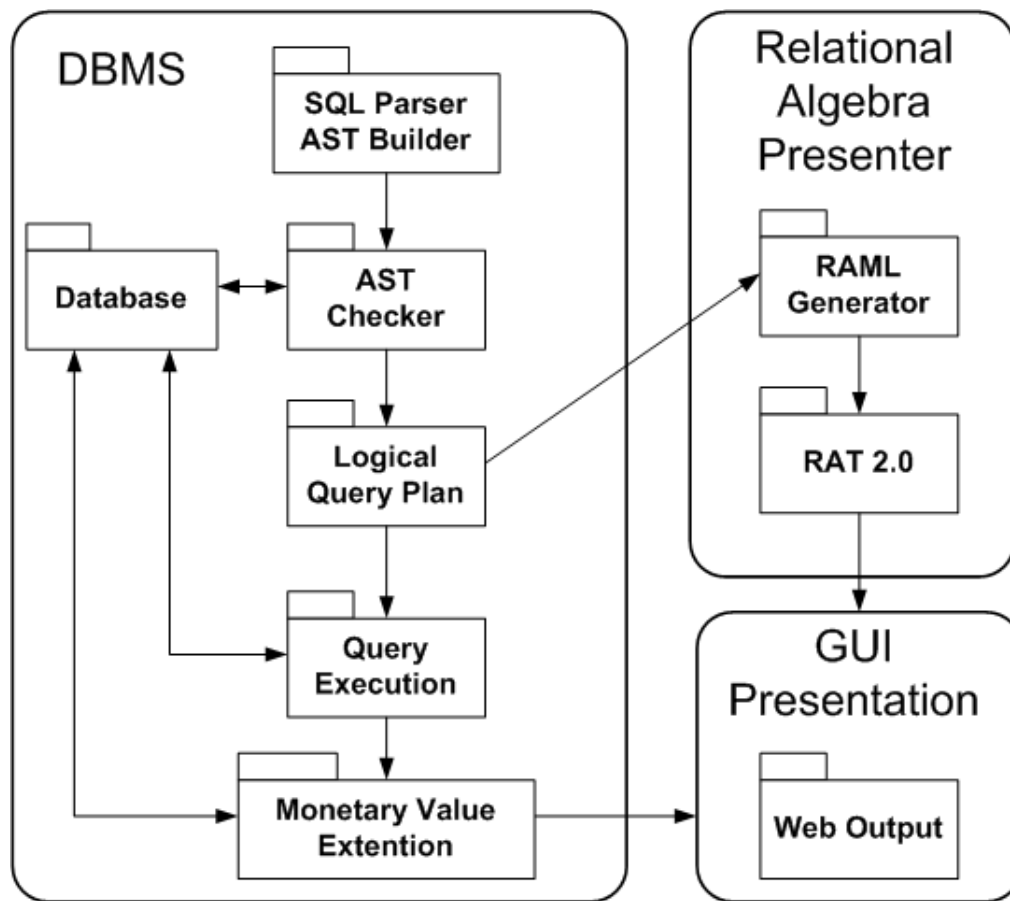 DBMS
SQL Parser
AST Builder
Database
AST
Checker
Logical
Query Plan
Query
Execution
Monetary Value
Extention
Relational
Algebra
Presenter
RAML
Generator
RAT 2.0
GUI
Presentation
Web Output